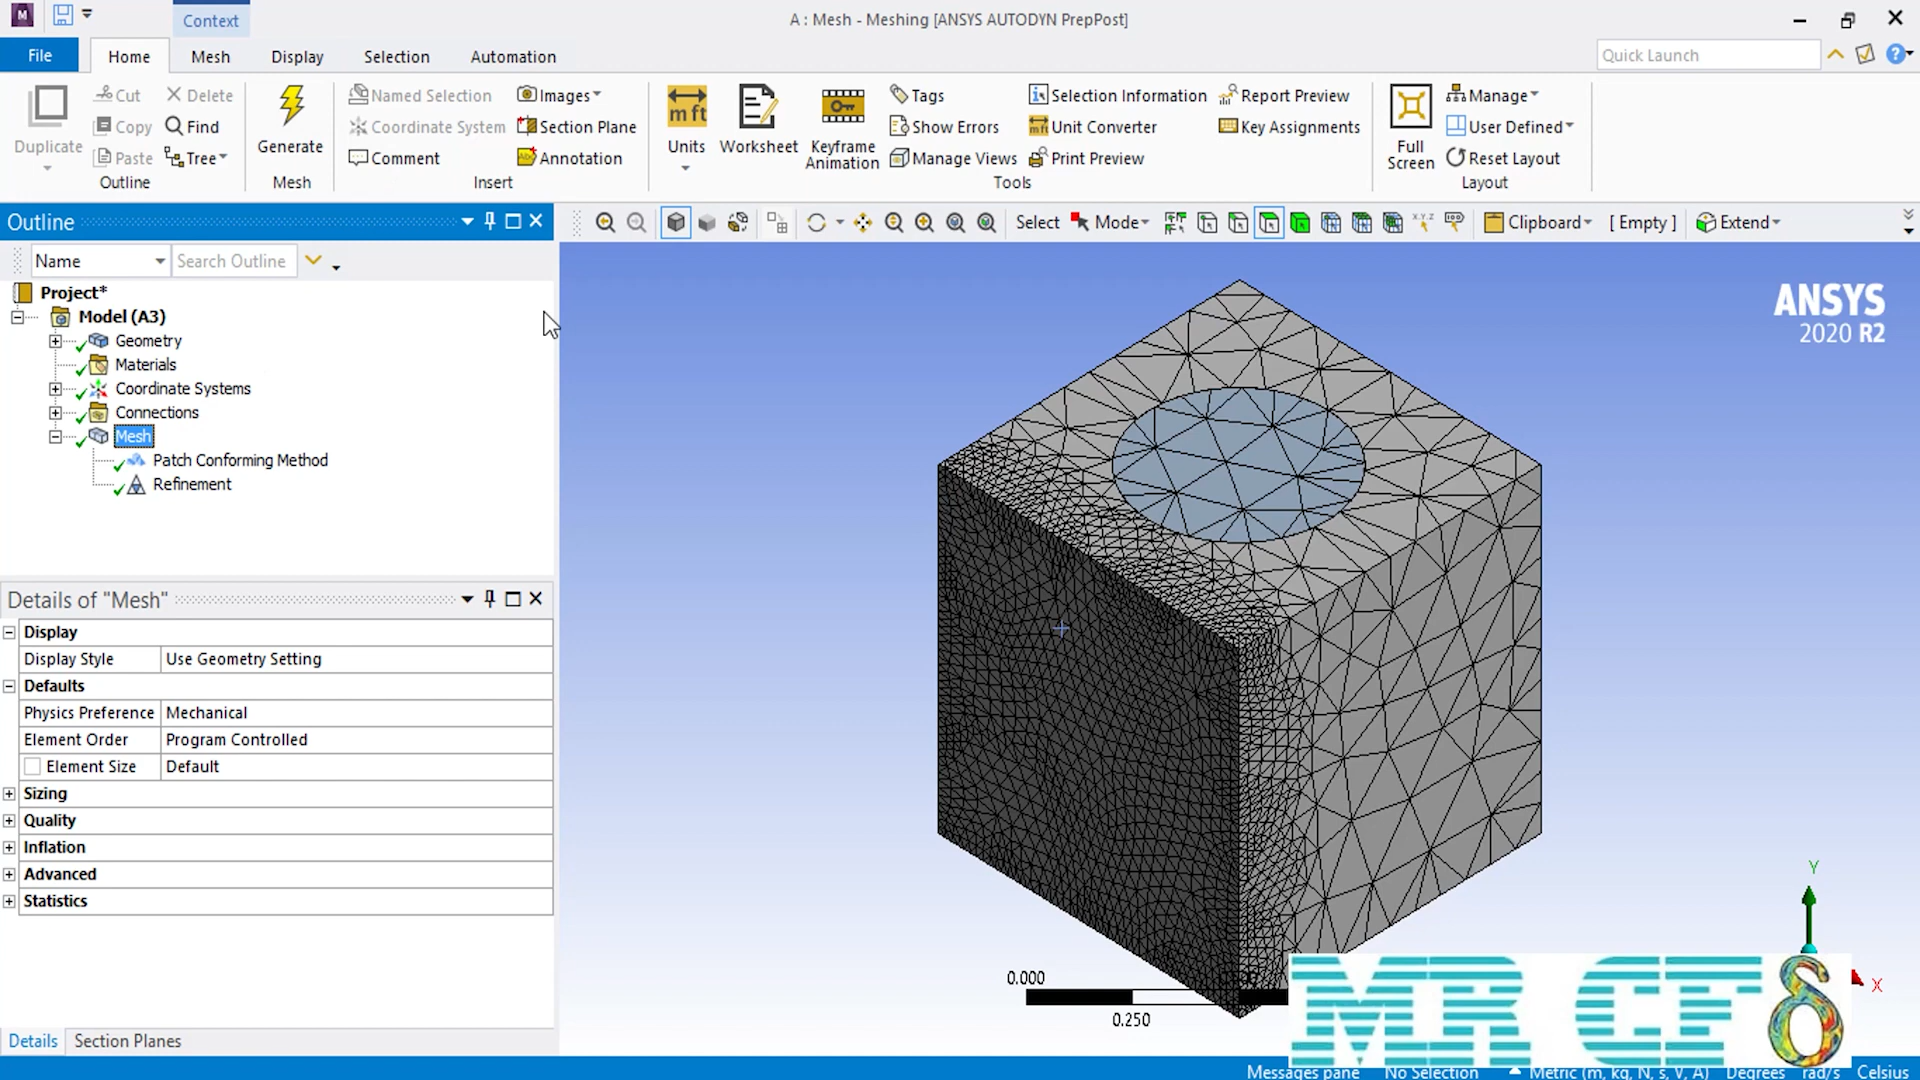 Context
A : Mesh - Meshing [ANSYS AUTODYN PrepPost]
File
Home
Mesh
Display
Selection
Automation
Quick Launch
Duplicate
Cut
Copy
Paste
Delete
Find
Tree
Outline
Generate
Mesh
Named Selection
Coordinate System
Comment
Images
Section Plane
Annotation
Insert
Units
Worksheet
Keyframe
Animation
Tags
Show Errors
Manage Views
Selection Information
Unit Converter
Print Preview
Report Preview
Key Assignments
Tools
Full
Screen
Manage
User Defined
Reset Layout
Layout
Outline
Select
Mode
Clipboard
[ Empty ]
Extend
Name
Search Outline
Project*
Model (A3)
Geometry
Materials
Coordinate Systems
Connections
Mesh
Patch Conforming Method
Refinement
Details of "Mesh"
Display
Display Style Use Geometry Setting
Defaults
Physics Preference Mechanical
Element Order Program Controlled
Element Size Default
Sizing
Quality
Inflation
Advanced
Statistics
Details
Section Planes
ANSYS
2020 R2
Y
X
0.000
0.250
MR CFδ
Messages pane No Selection Metric (m, kg, N, s, V, A) Degrees rad/s Celsius